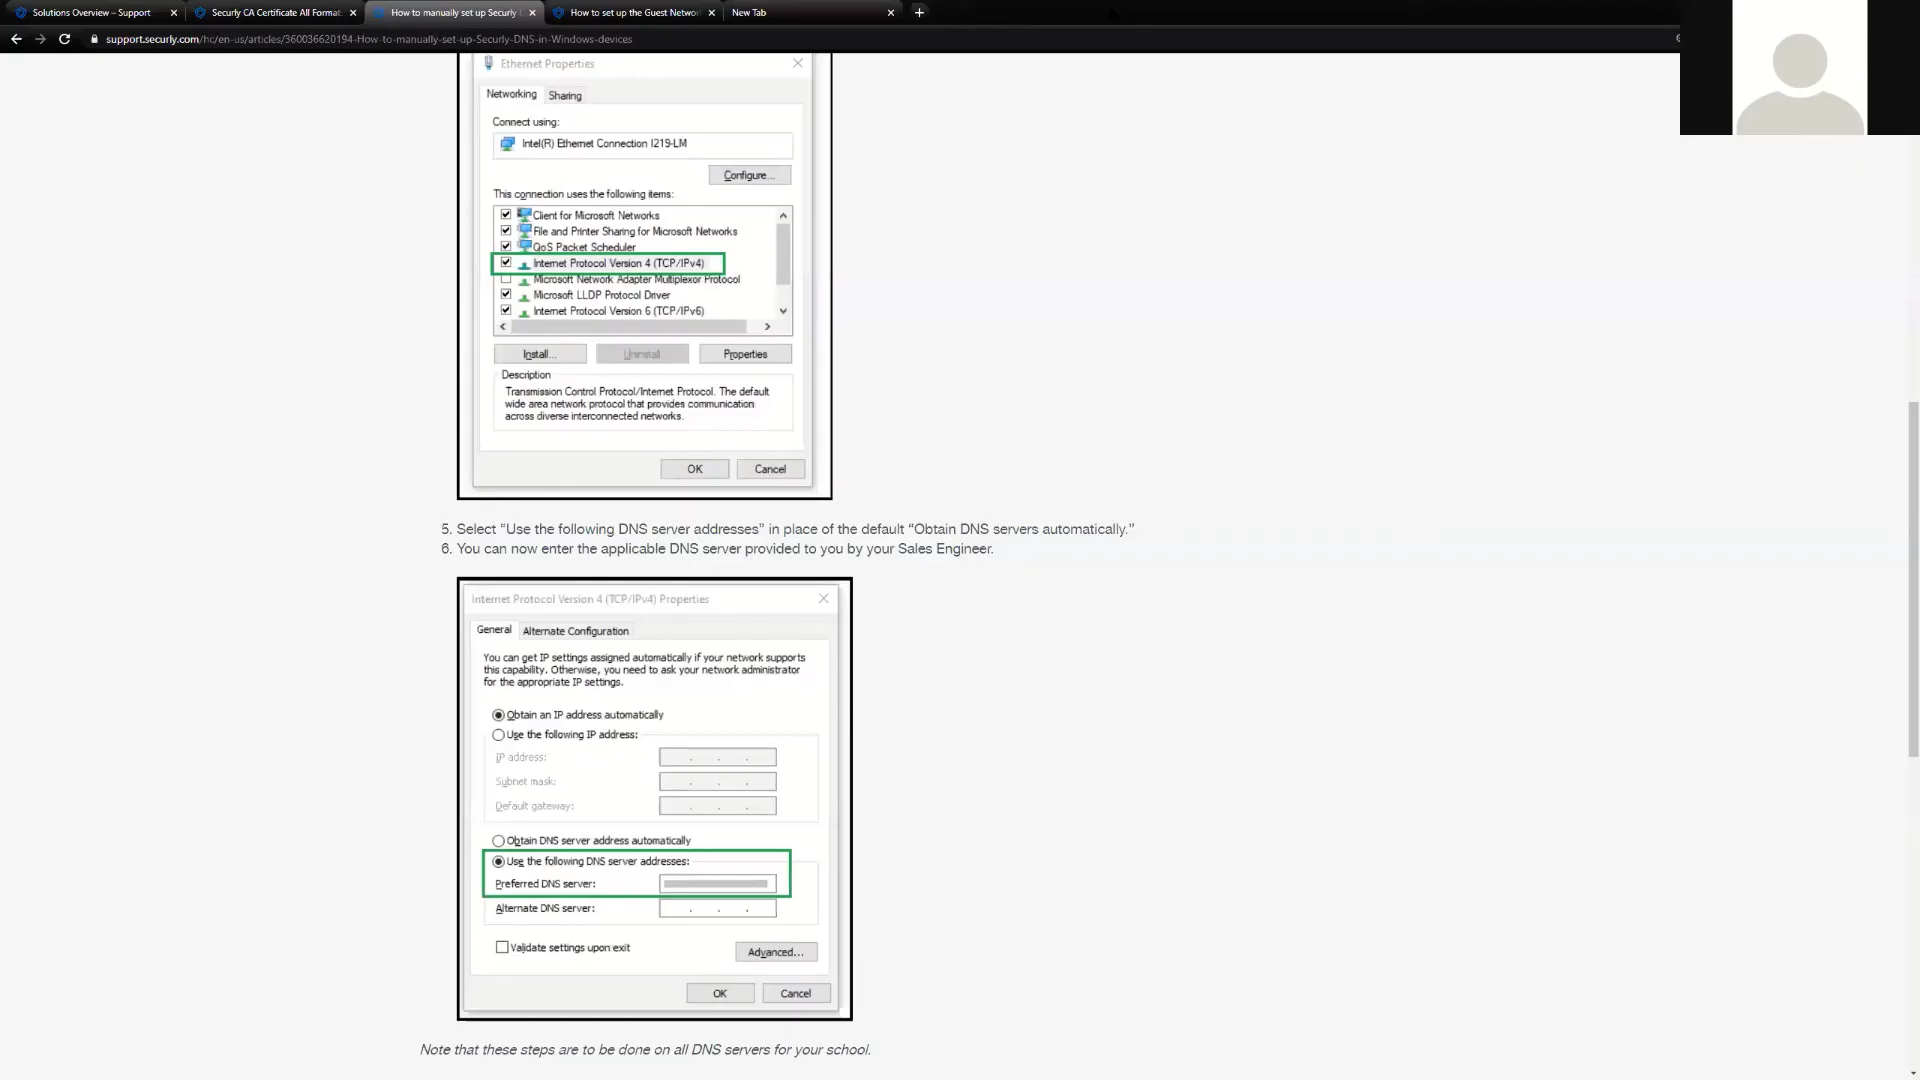 Solutions Overview – Support
Securly CA Certificate All Format
How to manually set up Securly
How to set up the Guest Networ
New Tab
support.securly.com/hc/en-us/articles/360036620194-How-to-manually-set-up-Securly-DNS-in-Windows-devices
Ethernet Properties
Networking
Sharing
Connect using:
Intel(R) Ethernet Connection I219-LM
Configure...
This connection uses the following items:
Client for Microsoft Networks
File and Printer Sharing for Microsoft Networks
QoS Packet Scheduler
Internet Protocol Version 4 (TCP/IPv4)
Microsoft Network Adapter Multiplexor Protocol
Microsoft LLDP Protocol Driver
Internet Protocol Version 6 (TCP/IPv6)
Install...
Uninstall
Properties
Description
Transmission Control Protocol/Internet Protocol. The default
wide area network protocol that provides communication
across diverse interconnected networks.
OK
Cancel
5. Select “Use the following DNS server addresses” in place of the default “Obtain DNS servers automatically.”
6. You can now enter the applicable DNS server provided to you by your Sales Engineer.
Internet Protocol Version 4 (TCP/IPv4) Properties
General
Alternate Configuration
You can get IP settings assigned automatically if your network supports
this capability. Otherwise, you need to ask your network administrator
for the appropriate IP settings.
Obtain an IP address automatically
Use the following IP address:
IP address:
Subnet mask:
Default gateway:
Obtain DNS server address automatically
Use the following DNS server addresses:
Preferred DNS server:
Alternate DNS server:
Validate settings upon exit
Advanced...
OK
Cancel
Note that these steps are to be done on all DNS servers for your school.